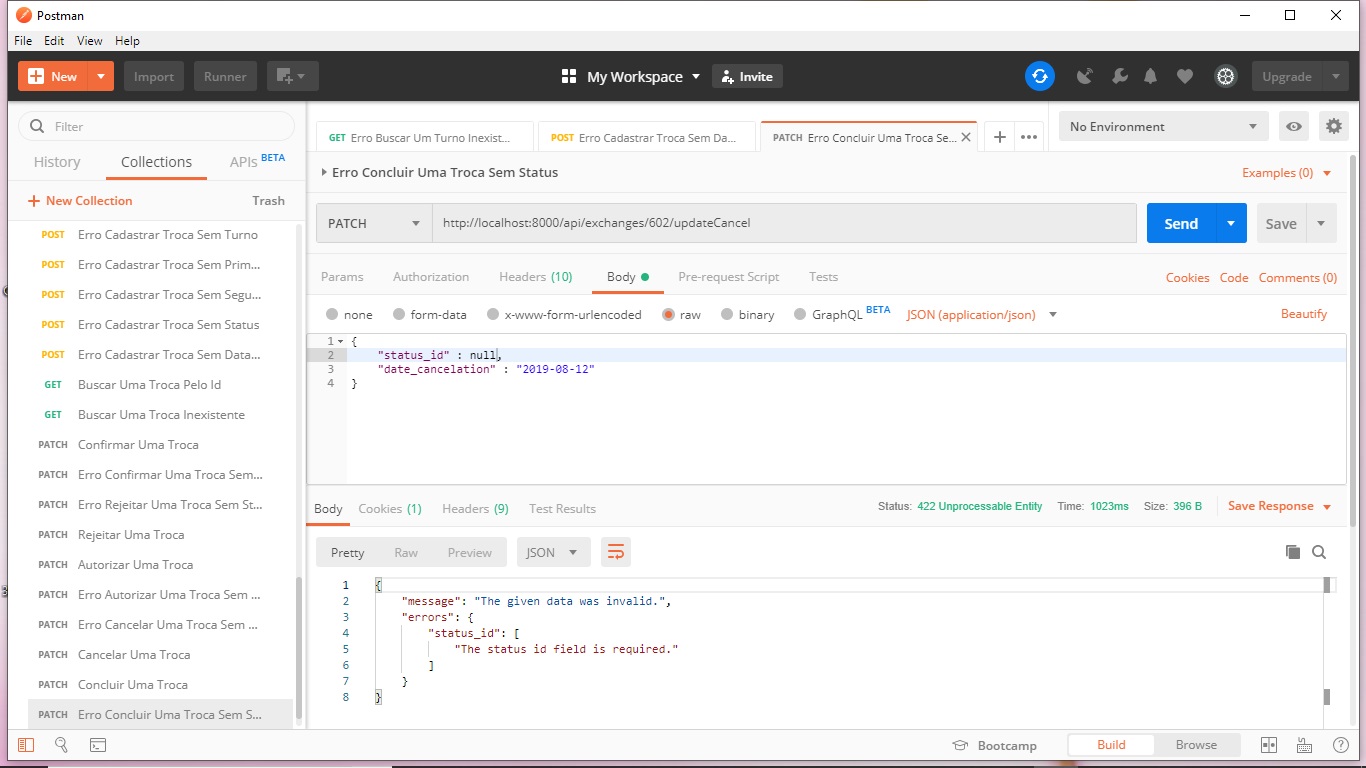 Postman
File Edit View Help
New Import Runner My Workspace Invite Upgrade
Filter
History Collections APIs BETA
New Collection Trash
POST Erro Cadastrar Troca Sem Turno
POST Erro Cadastrar Troca Sem Prim...
POST Erro Cadastrar Troca Sem Segu...
POST Erro Cadastrar Troca Sem Status
POST Erro Cadastrar Troca Sem Data...
GET Buscar Uma Troca Pelo Id
GET Buscar Uma Troca Inexistente
PATCH Confirmar Uma Troca
PATCH Erro Confirmar Uma Troca Sem...
PATCH Erro Rejeitar Uma Troca Sem St...
PATCH Rejeitar Uma Troca
PATCH Autorizar Uma Troca
PATCH Erro Autorizar Uma Troca Sem ...
PATCH Erro Cancelar Uma Troca Sem ...
PATCH Cancelar Uma Troca
PATCH Concluir Uma Troca
PATCH Erro Concluir Uma Troca Sem S...
GET Erro Buscar Um Turno Inexist... POST Erro Cadastrar Troca Sem Da... PATCH Erro Concluir Uma Troca Se... No Environment
Erro Concluir Uma Troca Sem Status Examples (0)
PATCH http://localhost:8000/api/exchanges/602/updateCancel Send Save
Params Authorization Headers (10) Body Pre-request Script Tests Cookies Code Comments (0)
none form-data x-www-form-urlencoded raw binary GraphQL BETA JSON (application/json) Beautify
1 {
2 "status_id" : null,
3 "date_cancelation" : "2019-08-12"
4 }
Body Cookies (1) Headers (9) Test Results Status: 422 Unprocessable Entity Time: 1023ms Size: 396 B Save Response
Pretty Raw Preview JSON
1 {
2 "message": "The given data was invalid.",
3 "errors": {
4 "status_id": [
5 "The status id field is required."
6 ]
7 }
8 }
Bootcamp Build Browse